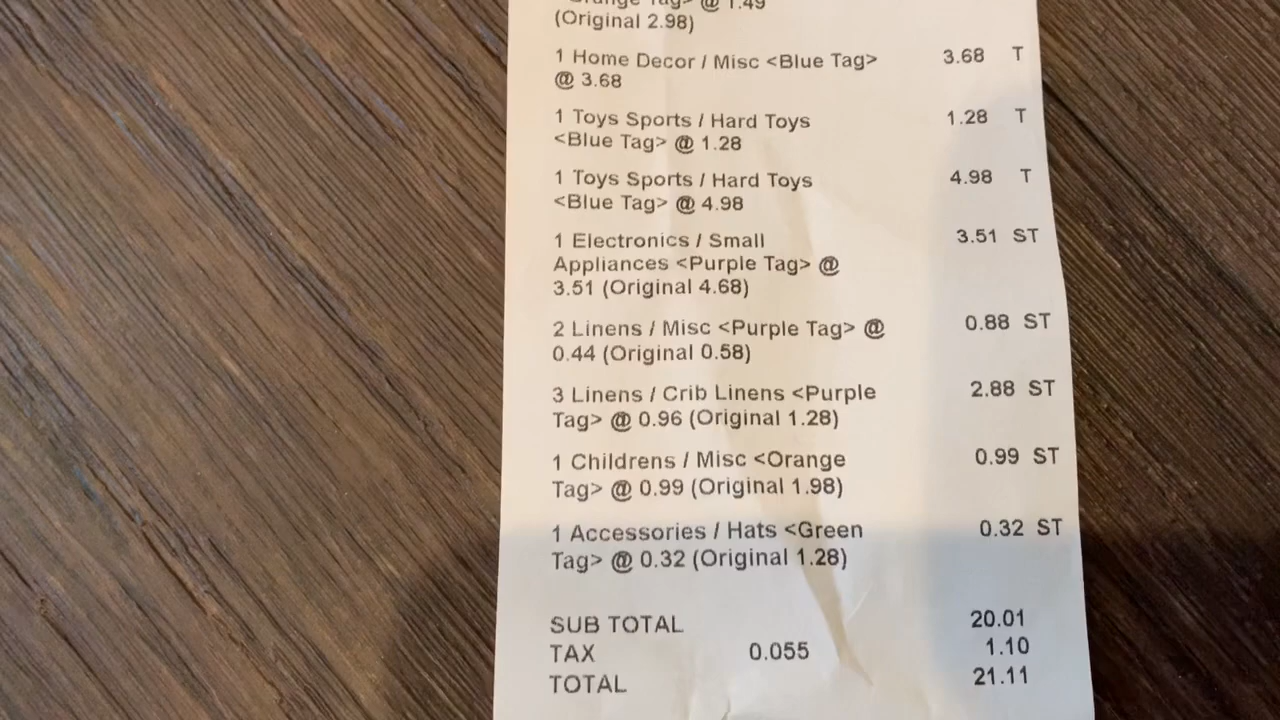 Orange Tag> @ 1.49
(Original 2.98)
1 Home Decor / Misc <Blue Tag> 3.68 T
@ 3.68
1 Toys Sports / Hard Toys 1.28 T
<Blue Tag> @ 1.28
1 Toys Sports / Hard Toys 4.98 T
<Blue Tag> @ 4.98
1 Electronics / Small 3.51 ST
Appliances <Purple Tag> @
3.51 (Original 4.68)
2 Linens / Misc <Purple Tag> @ 0.88 ST
0.44 (Original 0.58)
3 Linens / Crib Linens <Purple 2.88 ST
Tag> @ 0.96 (Original 1.28)
1 Childrens / Misc <Orange 0.99 ST
Tag> @ 0.99 (Original 1.98)
1 Accessories / Hats <Green 0.32 ST
Tag> @ 0.32 (Original 1.28)
SUB TOTAL 20.01
TAX 0.055 1.10
TOTAL 21.11